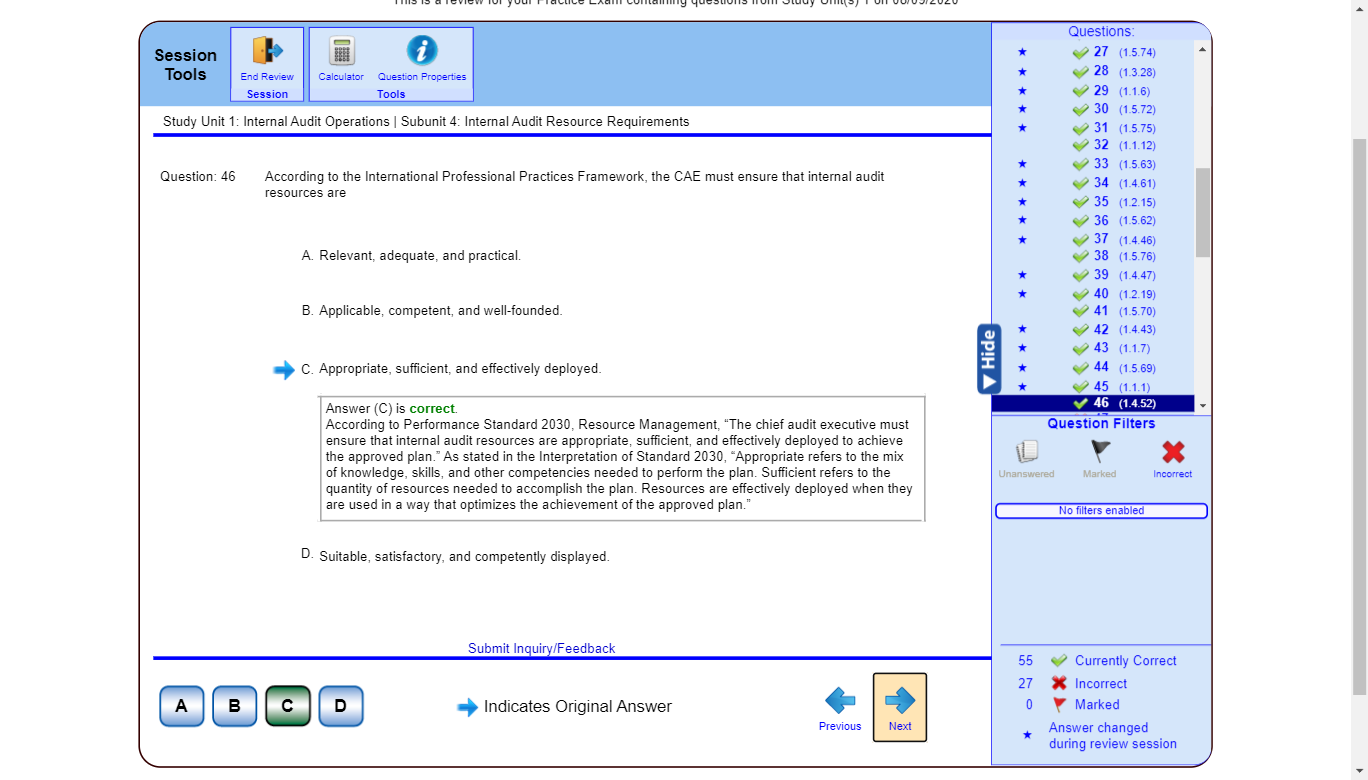 This is a review for your Practice Exam containing questions from Study Unit(s) 1 on 08/09/2020
Session
Tools
End Review
Session
Calculator
Question Properties
Tools
Study Unit 1: Internal Audit Operations | Subunit 4: Internal Audit Resource Requirements
Question: 46
According to the International Professional Practices Framework, the CAE must ensure that internal audit
resources are
A. Relevant, adequate, and practical.
B. Applicable, competent, and well-founded.
C. Appropriate, sufficient, and effectively deployed.
Answer (C) is correct.
According to Performance Standard 2030, Resource Management, “The chief audit executive must
ensure that internal audit resources are appropriate, sufficient, and effectively deployed to achieve
the approved plan.” As stated in the Interpretation of Standard 2030, “Appropriate refers to the mix
of knowledge, skills, and other competencies needed to perform the plan. Sufficient refers to the
quantity of resources needed to accomplish the plan. Resources are effectively deployed when they
are used in a way that optimizes the achievement of the approved plan.”
D. Suitable, satisfactory, and competently displayed.
Submit Inquiry/Feedback
A B C D
Indicates Original Answer
Previous
Next
Hide
Questions:
27 (1.5.74)
28 (1.3.28)
29 (1.1.6)
30 (1.5.72)
31 (1.5.75)
32 (1.1.12)
33 (1.5.63)
34 (1.4.61)
35 (1.2.15)
36 (1.5.62)
37 (1.4.46)
38 (1.5.76)
39 (1.4.47)
40 (1.2.19)
41 (1.5.70)
42 (1.4.43)
43 (1.1.7)
44 (1.5.69)
45 (1.1.1)
46 (1.4.52)
Question Filters
Unanswered
Marked
Incorrect
No filters enabled
55 Currently Correct
27 Incorrect
0 Marked
Answer changed
during review session